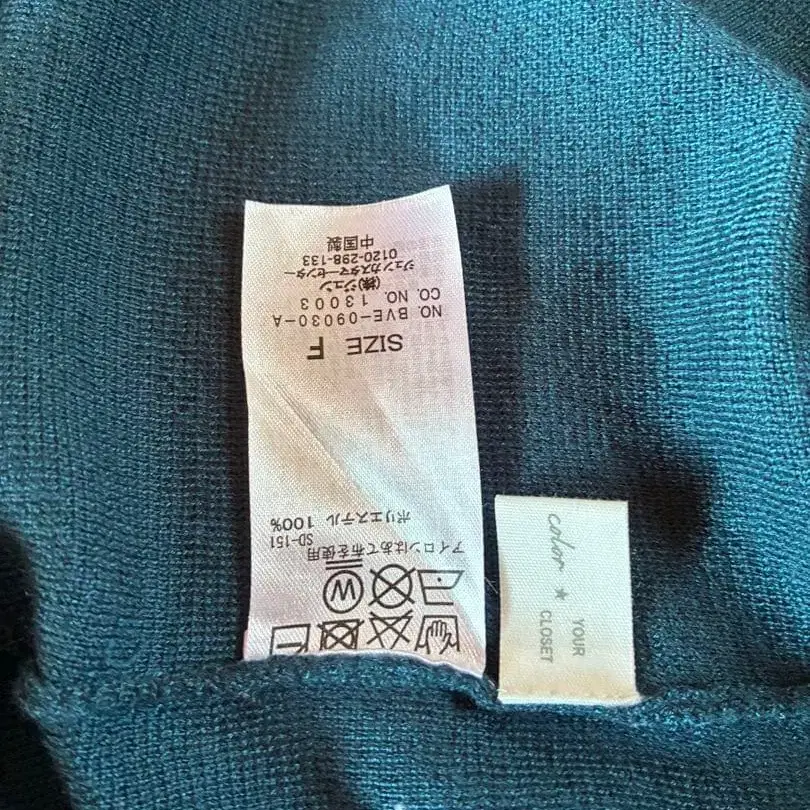 アイロンはあて布を使用
SD-151
ポリエステル 100%
SIZE F
NO. BVE-09030-A
CO. NO. 13003
(株)ジュン
ジュンカスタマーセンター
0120-298-133
中国製
color ★ YOUR
CLOSET